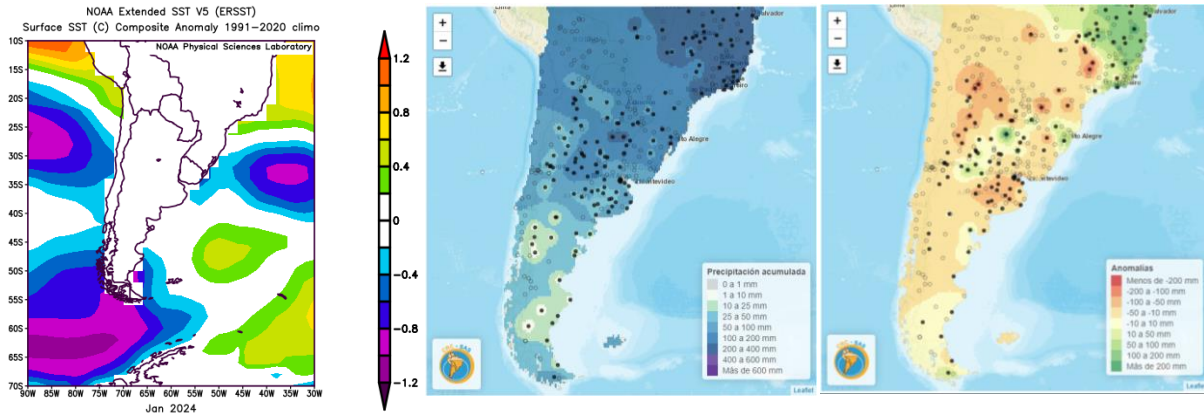 NOAA Extended SST V5 (ERSST)
Surface SST (C) Composite Anomaly 1991-2020 climo
NOAA Physical Sciences Laboratory
10S
15S
20S
25S
30S
35S
40S
45S
50S
55S
60S
65S
70S
90W 85W 80W 75W 70W 65W 60W 55W 50W 45W 40W 35W 30W
Jan 2024
1.2
0.8
0.4
0
−0.4
−0.8
−1.2
+
−
Salvador
Alegre
Montevideo
Precipitación acumulada
0 a 1 mm
1 a 10 mm
10 a 25 mm
25 a 50 mm
50 a 100 mm
100 a 200 mm
200 a 400 mm
400 a 600 mm
Más de 600 mm
Leaflet
+
−
Salvador
Alegre
Anomalías
Menos de -200 mm
-200 a -100 mm
-100 a -50 mm
-50 a -10 mm
-10 a 10 mm
10 a 50 mm
50 a 100 mm
100 a 200 mm
Más de 200 mm
Leaflet